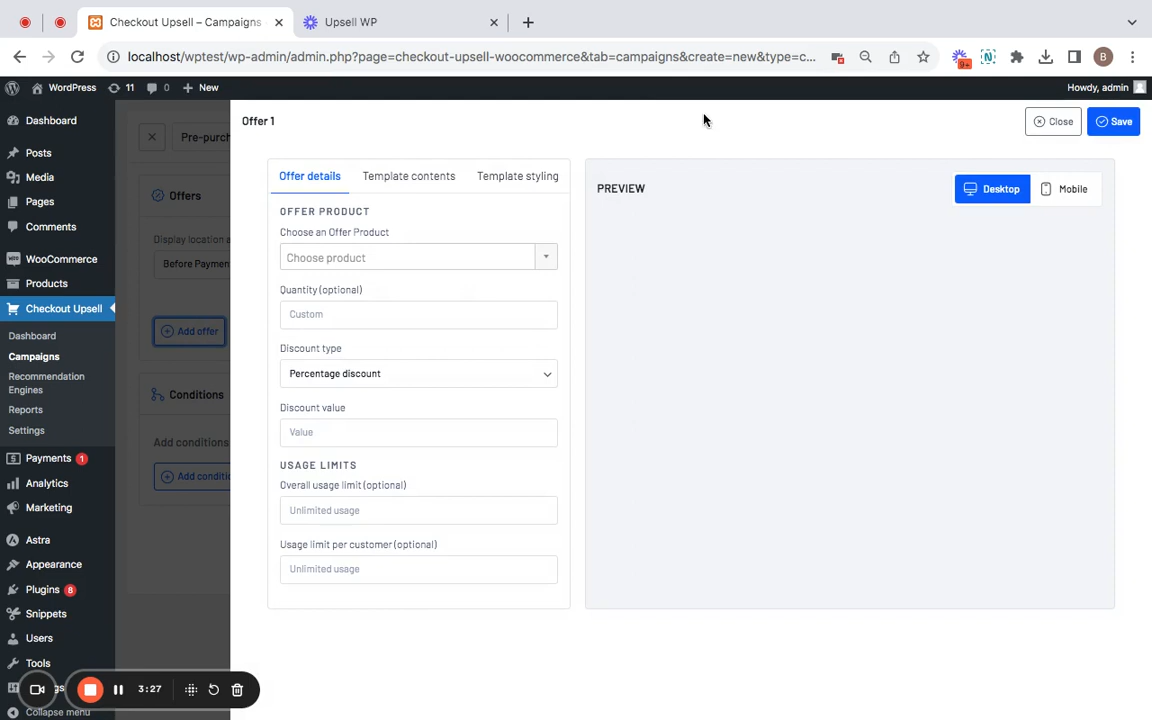 Checkout Upsell – Campaigns
Upsell WP
localhost/wptest/wp-admin/admin.php?page=checkout-upsell-woocommerce&tab=campaigns&create=new&type=c...
9+
N
B
WordPress
11
0
New
Howdy, admin
Dashboard
Posts
Media
Pages
Comments
WooCommerce
Products
Checkout Upsell
Dashboard
Campaigns
Recommendation
Engines
Reports
Settings
Payments 1
Analytics
Marketing
Astra
Appearance
Plugins 8
Snippets
Users
Tools
Collapse menu
3:27
Pre-purch
Offers
Display location a
Before Paymen
Add offer
Conditions
Add conditions
Add conditio
Offer 1
Close
Save
Offer details
Template contents
Template styling
OFFER PRODUCT
Choose an Offer Product
Choose product
Quantity (optional)
Custom
Discount type
Percentage discount
Discount value
Value
USAGE LIMITS
Overall usage limit (optional)
Unlimited usage
Usage limit per customer (optional)
Unlimited usage
PREVIEW
Desktop
Mobile